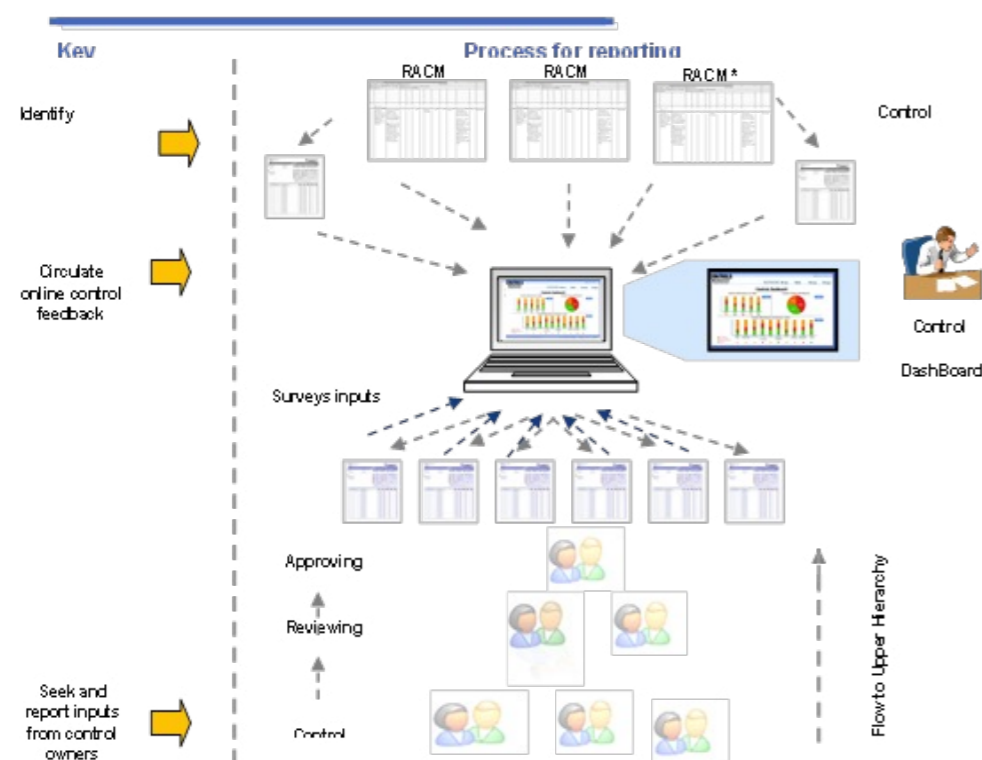 Key
Process for reporting
RACM
RACM
RACM *
Identify
Control
Circulate
online control
feedback
Control
DashBoard
Surveys inputs
Approving
Reviewing
Flow to Upper Hierarchy
Seek and
report inputs
from control
owners
Control